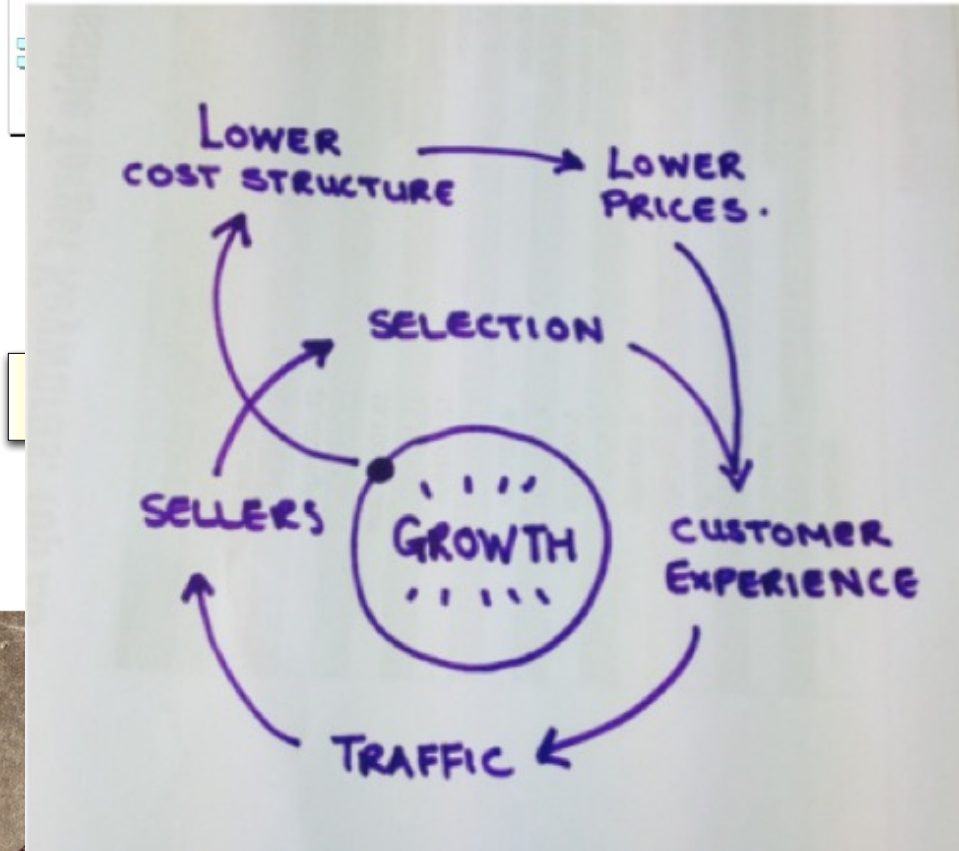 LOWER
COST STRUCTURE
LOWER
PRICES.
SELECTION
SELLERS
GROWTH
CUSTOMER
EXPERIENCE
TRAFFIC